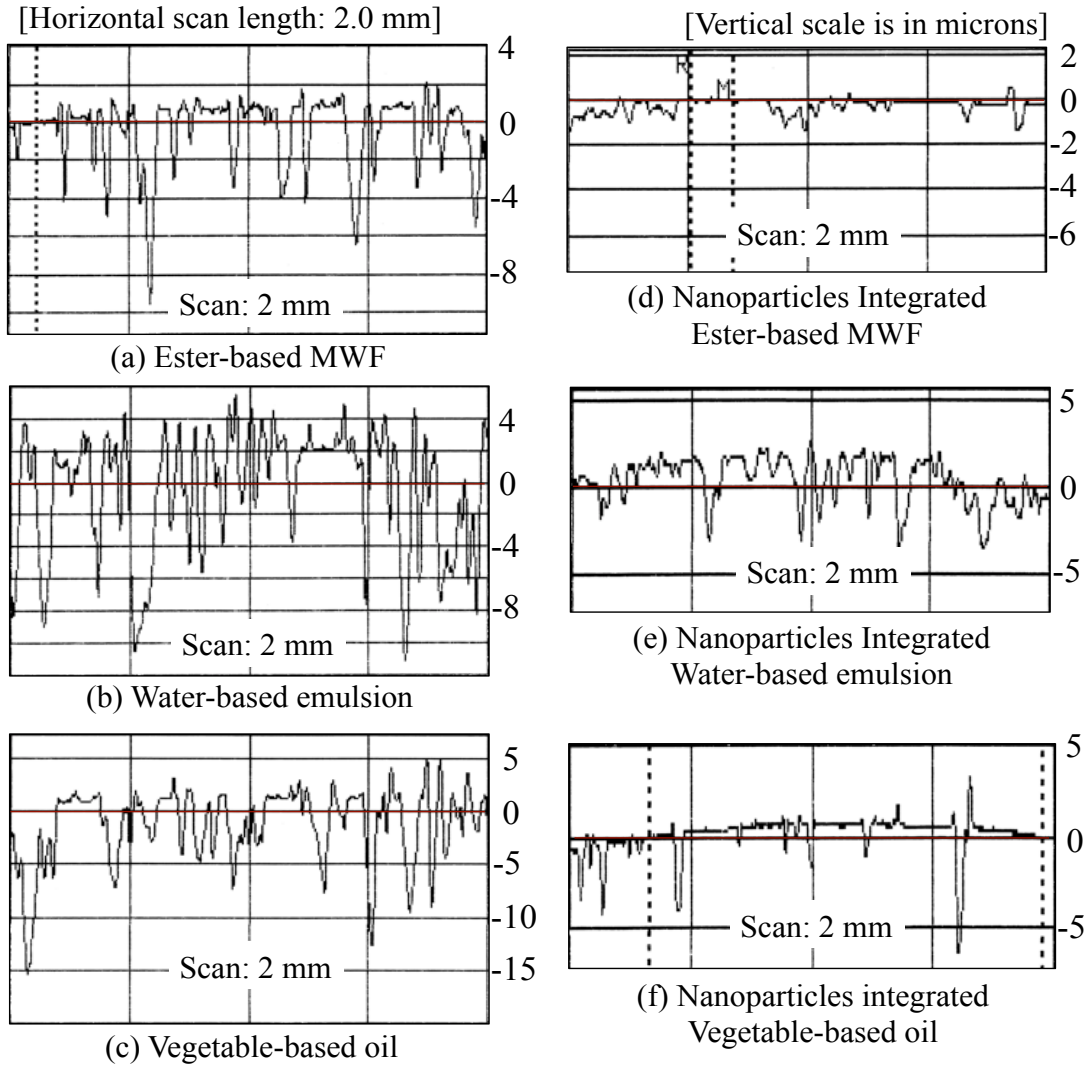 [Horizontal scan length: 2.0 mm]
[Vertical scale is in microns]
4
0
-4
-8
Scan: 2 mm
(a) Ester-based MWF
R
M
2
0
-2
-4
-6
Scan: 2 mm
(d) Nanoparticles Integrated
Ester-based MWF
4
0
-4
-8
Scan: 2 mm
(b) Water-based emulsion
5
0
-5
Scan: 2 mm
(e) Nanoparticles Integrated
Water-based emulsion
5
0
-5
-10
-15
Scan: 2 mm
(c) Vegetable-based oil
5
0
-5
Scan: 2 mm
(f) Nanoparticles integrated
Vegetable-based oil